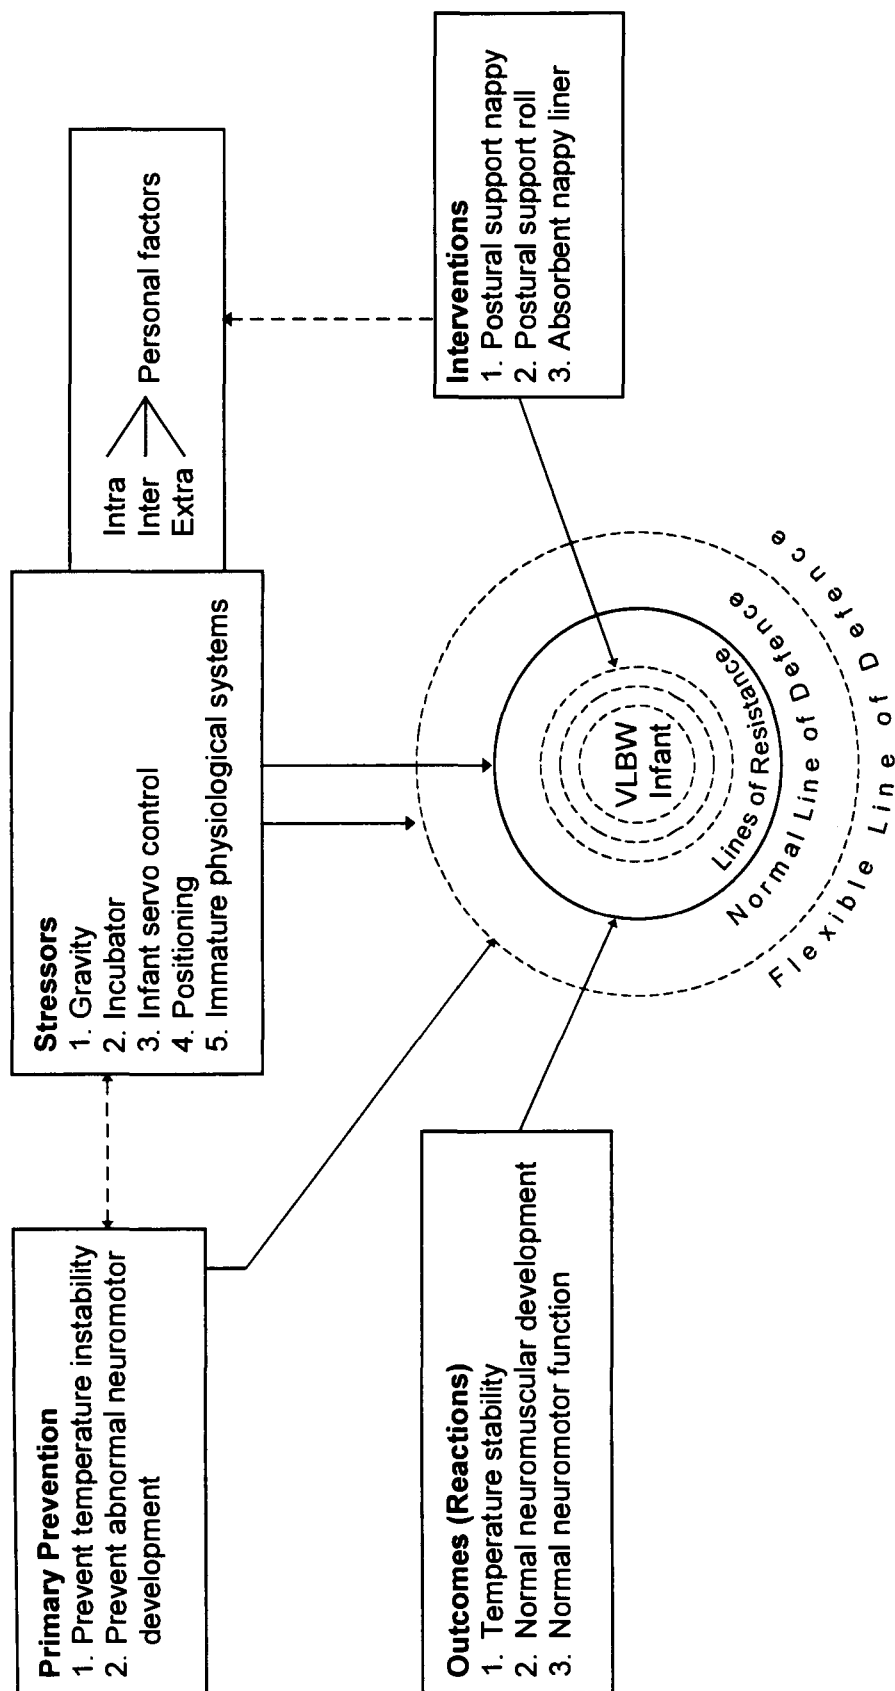 Primary Prevention
1. Prevent temperature instability
2. Prevent abnormal neuromotor
development
Stressors
1. Gravity
2. Incubator
3. Infant servo control
4. Positioning
5. Immature physiological systems
Intra
Inter
Extra
Personal factors
Outcomes (Reactions)
1. Temperature stability
2. Normal neuromuscular development
3. Normal neuromotor function
VLBW
Infant
Lines of Resistance
Normal Line of Defence
Flexible Line of Defence
Interventions
1. Postural support nappy
2. Postural support roll
3. Absorbent nappy liner